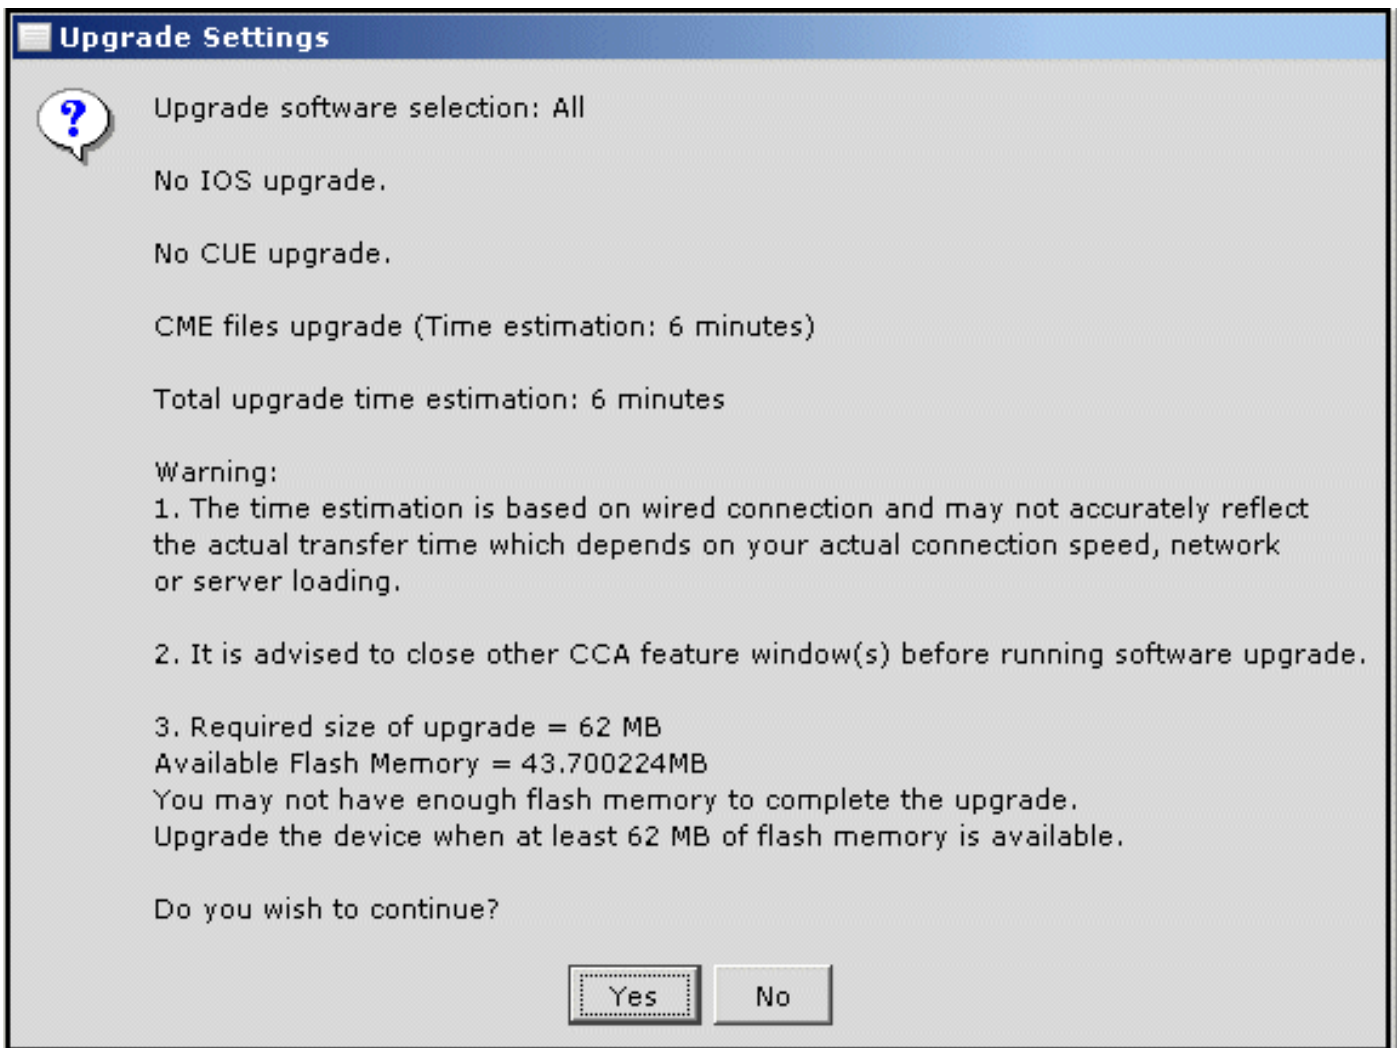 Upgrade Settings
?
Upgrade software selection: All
No IOS upgrade.
No CUE upgrade.
CME files upgrade (Time estimation: 6 minutes)
Total upgrade time estimation: 6 minutes
Warning:
1. The time estimation is based on wired connection and may not accurately reflect
the actual transfer time which depends on your actual connection speed, network
or server loading.
2. It is advised to close other CCA feature window(s) before running software upgrade.
3. Required size of upgrade = 62 MB
Available Flash Memory = 43.700224MB
You may not have enough flash memory to complete the upgrade.
Upgrade the device when at least 62 MB of flash memory is available.
Do you wish to continue?
Yes No